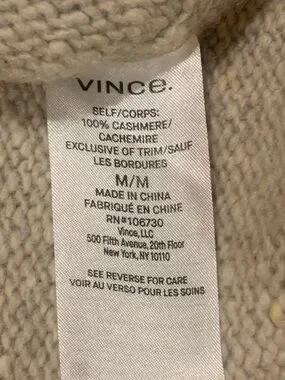 VINCE.
SELF/CORPS:
100% CASHMERE/
CACHEMIRE
EXCLUSIVE OF TRIM/SAUF
LES BORDURES
M/M
MADE IN CHINA
FABRIQUÉ EN CHINE
RN#106730
Vince, LLC
500 Fifth Avenue, 20th Floor
New York, NY 10110
SEE REVERSE FOR CARE
VOIR AU VERSO POUR LES SOINS